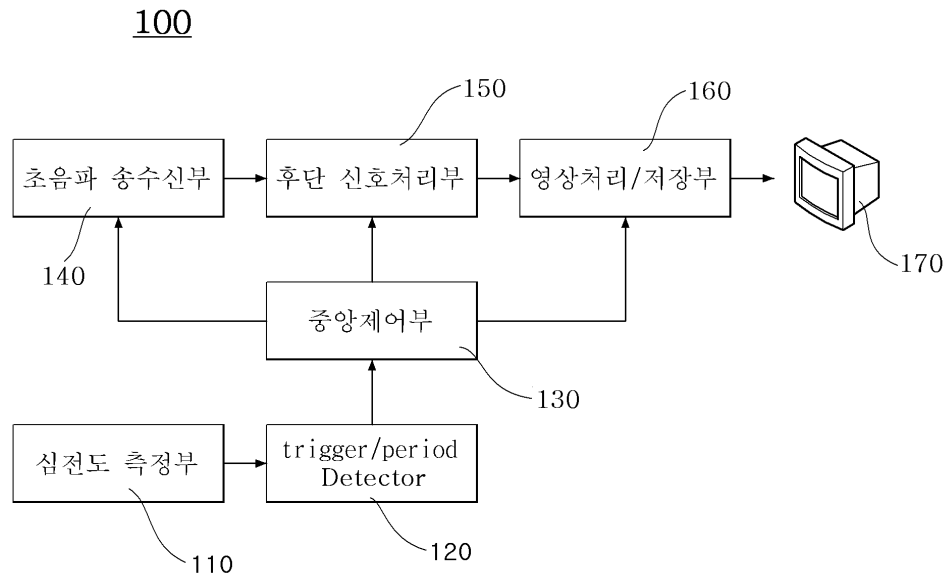 100
150
160
초음파 송수신부
후단 신호처리부
영상처리/저장부
140
170
중앙제어부
130
심전도 측정부
trigger/period
Detector
110
120